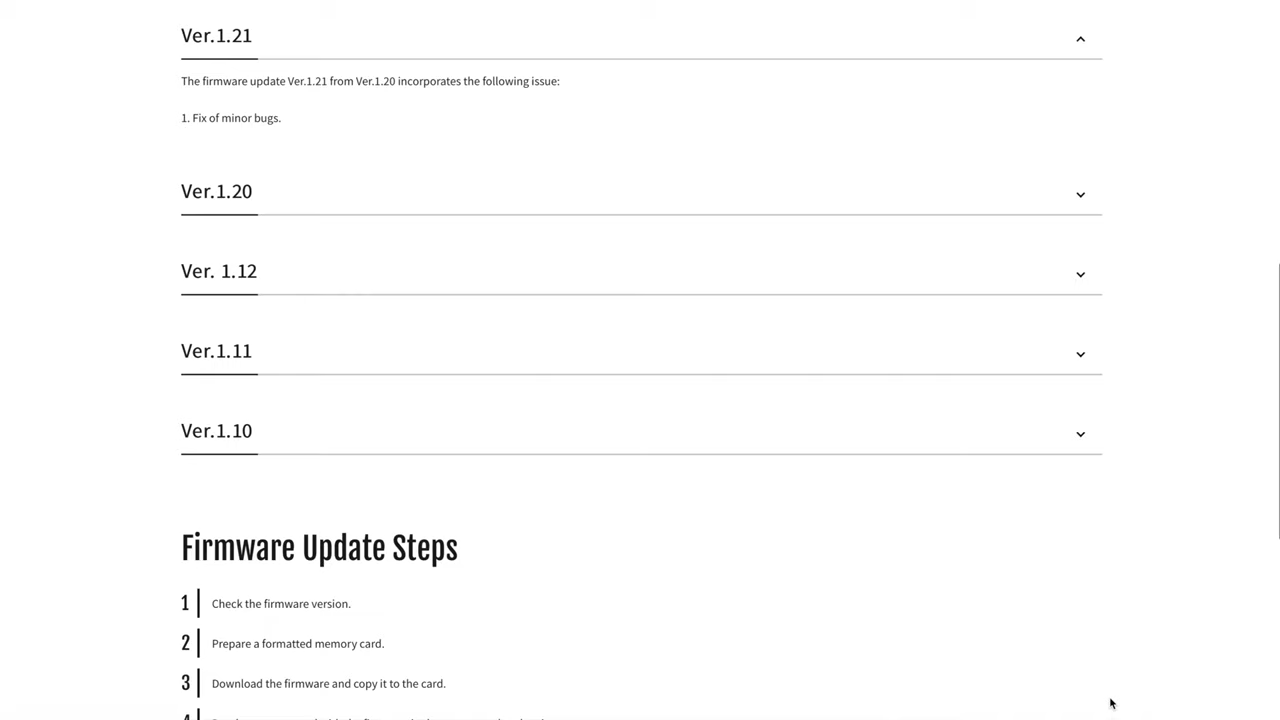 Ver.1.21
The firmware update Ver.1.21 from Ver.1.20 incorporates the following issue:
1. Fix of minor bugs.
Ver.1.20
Ver. 1.12
Ver.1.11
Ver.1.10
Firmware Update Steps
1 Check the firmware version.
2 Prepare a formatted memory card.
3 Download the firmware and copy it to the card.
4